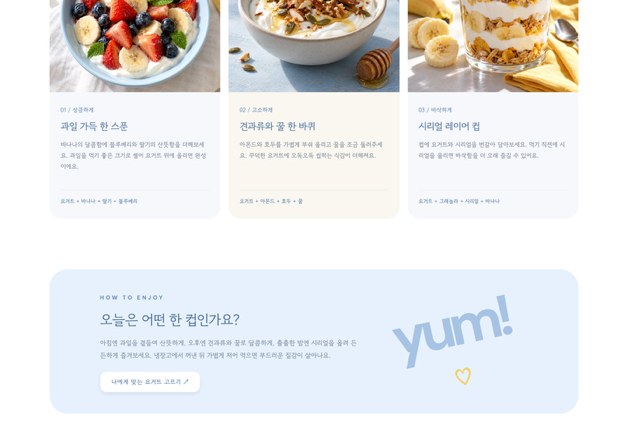 01 / 상큼하게
과일 가득 한 스푼
바나나의 달콤함에 블루베리와 딸기의 산뜻함을 더해보세
요. 과일을 먹기 좋은 크기로 썰어 요거트 위에 올리면 완성
이에요.
요거트 + 바나나 + 딸기 + 블루베리
02 / 고소하게
견과류와 꿀 한 바퀴
아몬드와 호두를 가볍게 부숴 올리고 꿀을 조금 둘러주세
요. 꾸덕한 요거트에 오독오독 씹히는 식감이 더해져요.
요거트 + 아몬드 + 호두 + 꿀
03 / 바삭하게
시리얼 레이어 컵
컵에 요거트와 시리얼을 번갈아 담아보세요. 먹기 직전에 시
리얼을 올리면 바삭함을 더 오래 즐길 수 있어요.
요거트 + 그래놀라 + 시리얼 + 바나나
HOW TO ENJOY
오늘은 어떤 한 컵인가요?
아침엔 과일을 곁들여 산뜻하게, 오후엔 견과류와 꿀로 달콤하게, 출출한 밤엔 시리얼을 올려 든
든하게 즐겨보세요. 냉장고에서 꺼낸 뒤 가볍게 저어 먹으면 부드러운 질감이 살아나요.
나에게 맞는 요거트 고르기 ↗
yum!